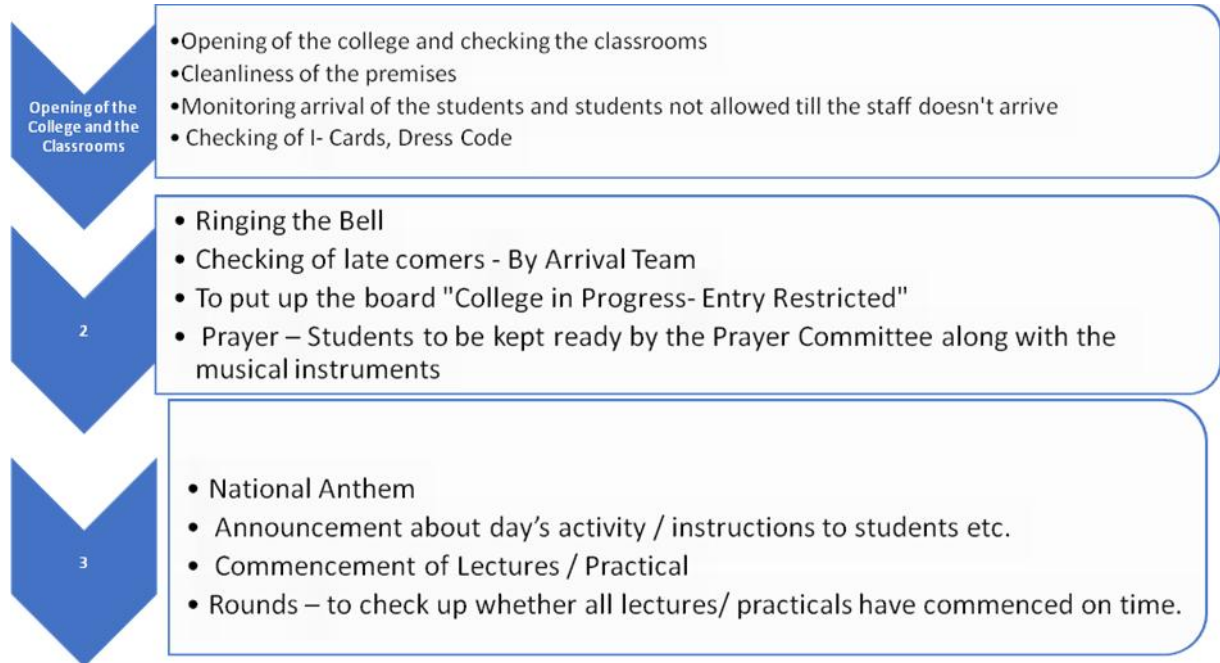 Opening of the
College and the
Classrooms
•Opening of the college and checking the classrooms
•Cleanliness of the premises
•Monitoring arrival of the students and students not allowed till the staff doesn't arrive
• Checking of I- Cards, Dress Code
2
• Ringing the Bell
• Checking of late comers - By Arrival Team
• To put up the board "College in Progress- Entry Restricted"
• Prayer – Students to be kept ready by the Prayer Committee along with the
musical instruments
3
• National Anthem
• Announcement about day’s activity / instructions to students etc.
• Commencement of Lectures / Practical
• Rounds – to check up whether all lectures/ practicals have commenced on time.